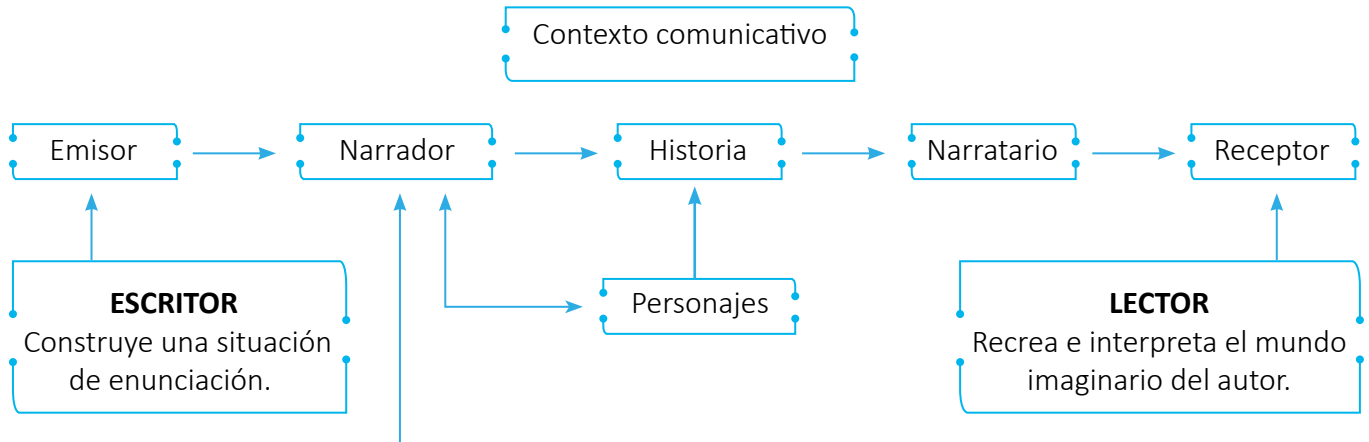 Contexto comunicativo
Emisor
Narrador
Historia
Narratario
Receptor
Personajes
ESCRITOR
Construye una situación
de enunciación.
LECTOR
Recrea e interpreta el mundo
imaginario del autor.